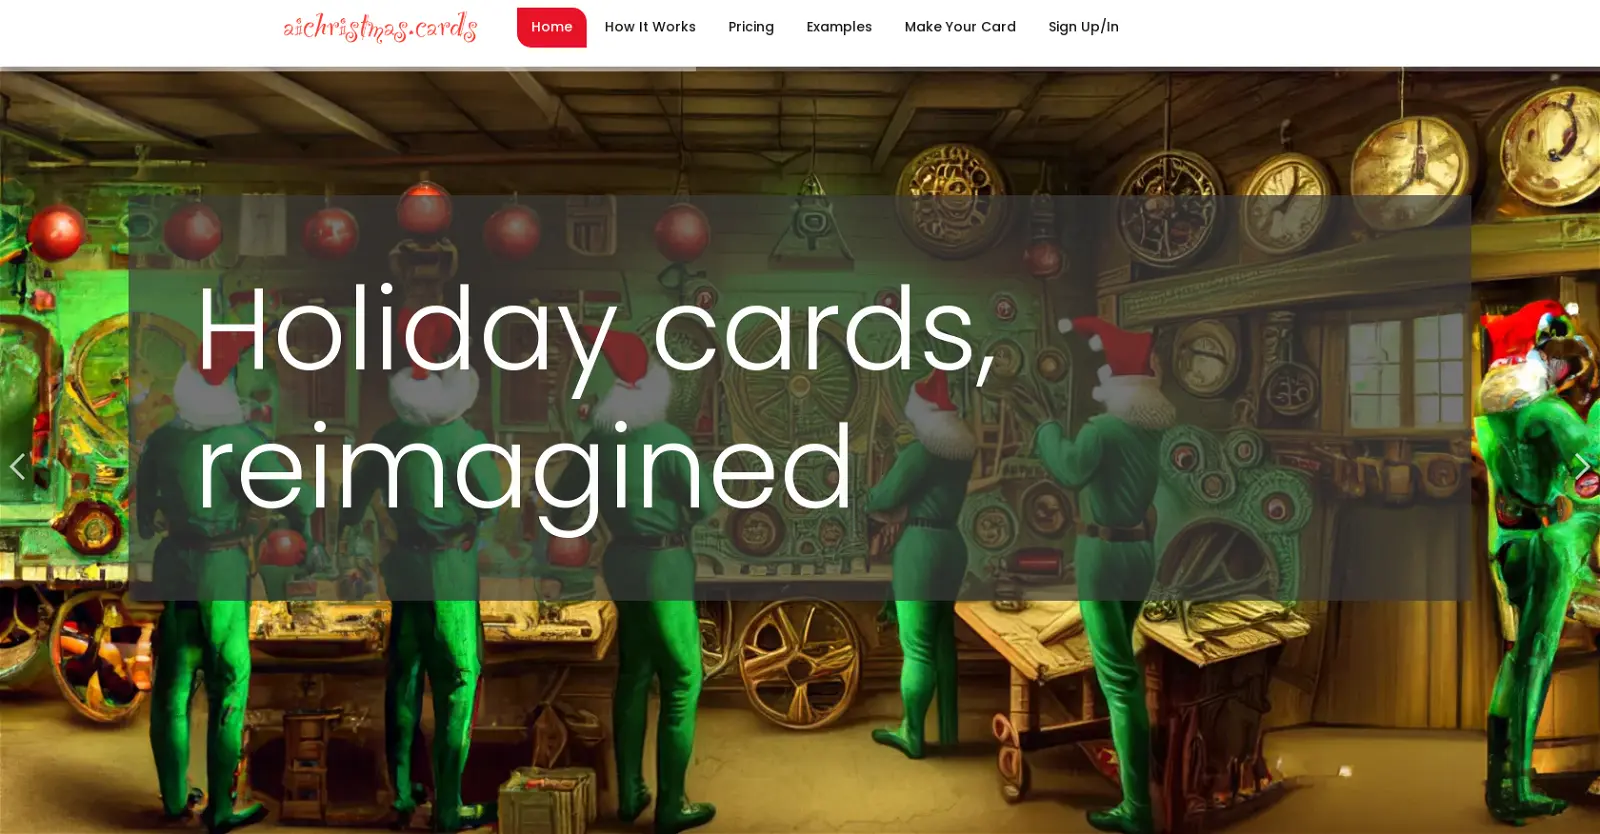 aichristmas.cards
Home
How It Works
Pricing
Examples
Make Your Card
Sign Up/In
Holiday cards,
reimagined